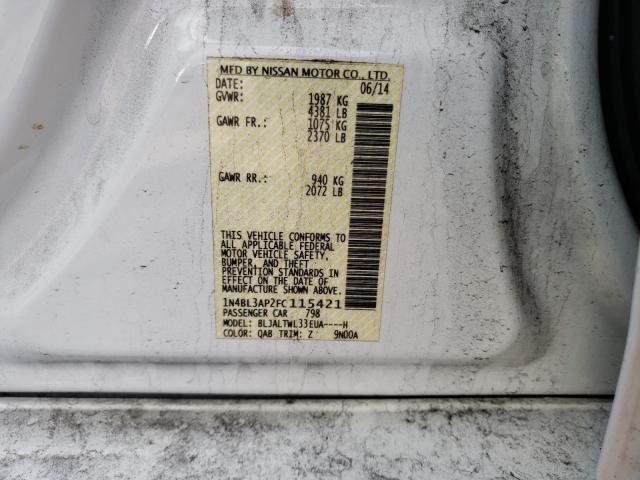 MFD BY NISSAN MOTOR CO., LTD.
DATE: 06/14
GVWR: 1987 KG
4381 LB
GAWR FR.: 1075 KG
2370 LB
GAWR RR.: 940 KG
2072 LB
THIS VEHICLE CONFORMS TO
ALL APPLICABLE FEDERAL
MOTOR VEHICLE SAFETY,
BUMPER, AND THEFT
PREVENTION STANDARDS IN
EFFECT ON THE DATE OF
MANUFACTURE SHOWN ABOVE.
1N4BL3AP2FC115421
PASSENGER CAR 798
MODEL: BL3ALTWL33EUA----H
COLOR: QAB TRIM: Z 9N00A